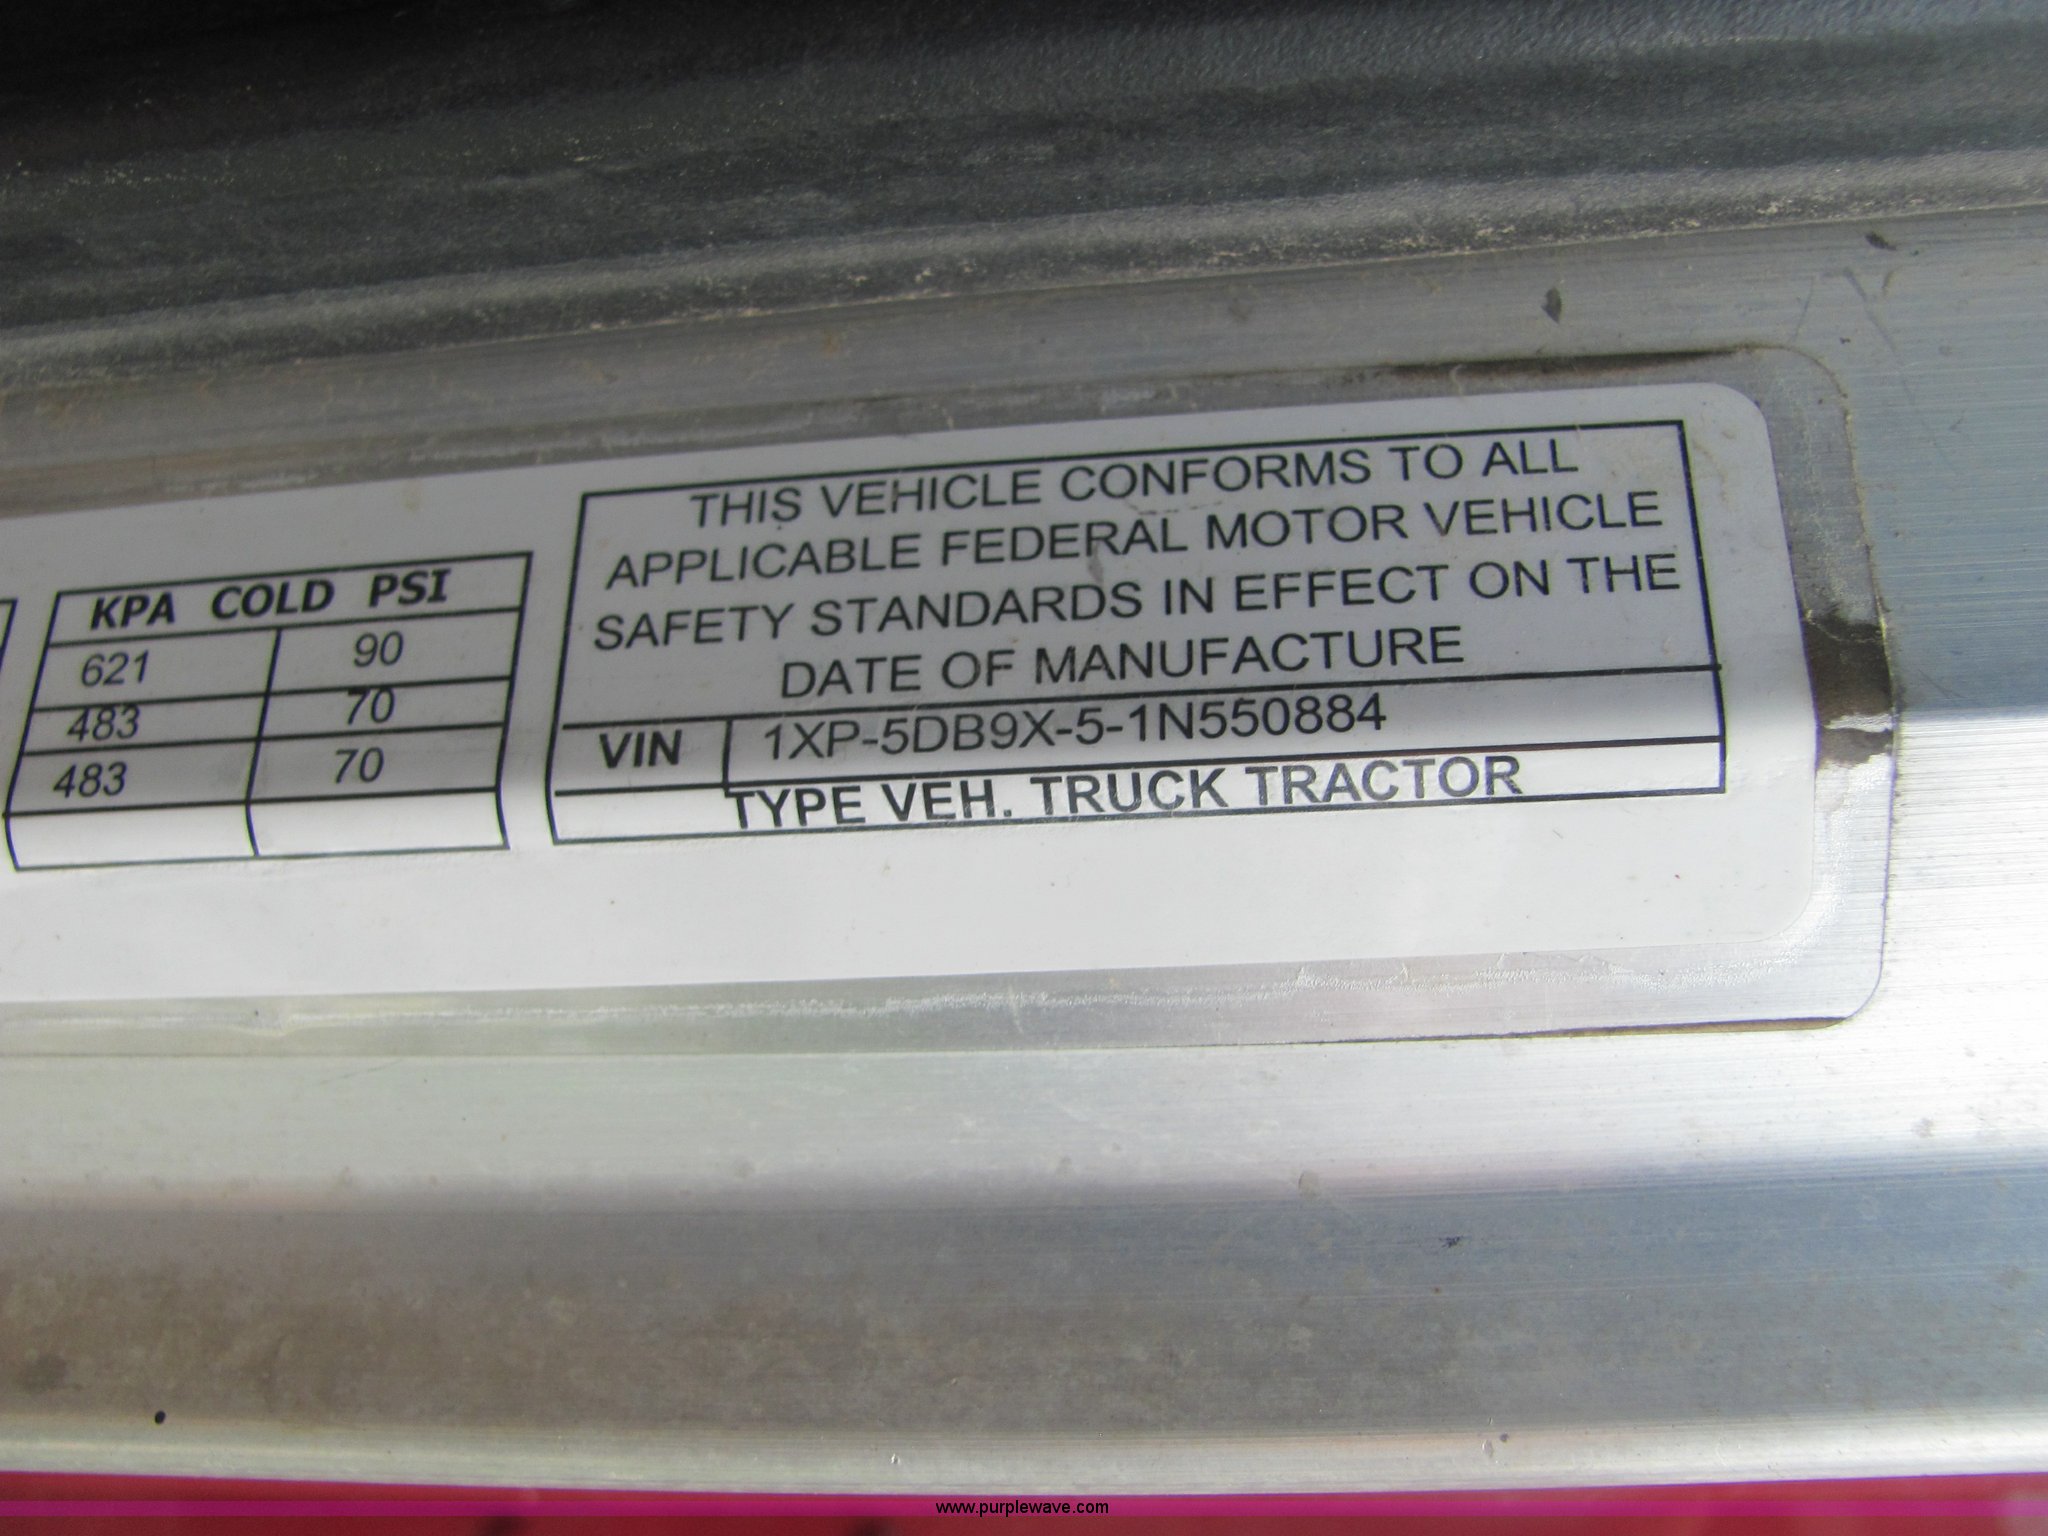 KPA COLD PSI
621 90
483 70
483 70
THIS VEHICLE CONFORMS TO ALL
APPLICABLE FEDERAL MOTOR VEHICLE
SAFETY STANDARDS IN EFFECT ON THE
DATE OF MANUFACTURE
VIN 1XP-5DB9X-5-1N550884
TYPE VEH. TRUCK TRACTOR
www.purplewave.com